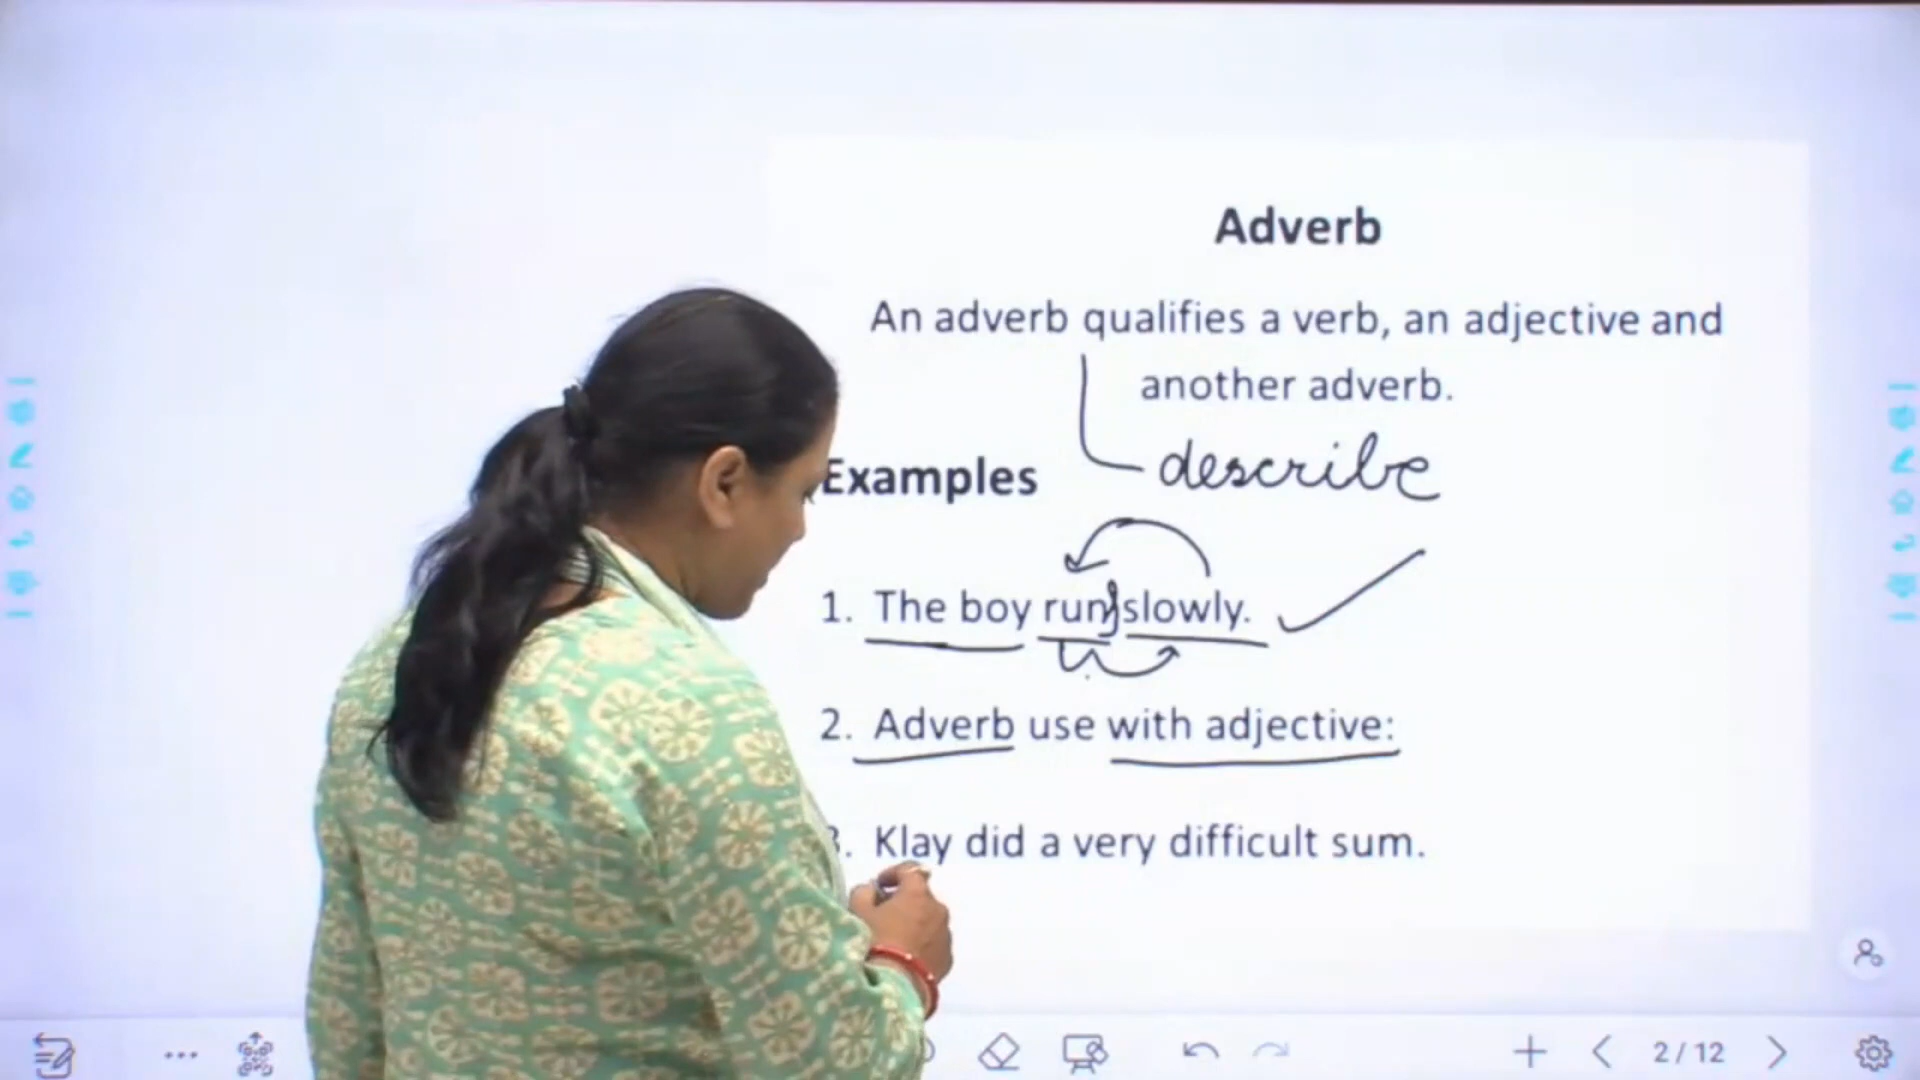 Adverb
An adverb qualifies a verb, an adjective and
another adverb.
describe
Examples
1. The boy runs slowly.
2. Adverb use with adjective:
3. Klay did a very difficult sum.
2/12